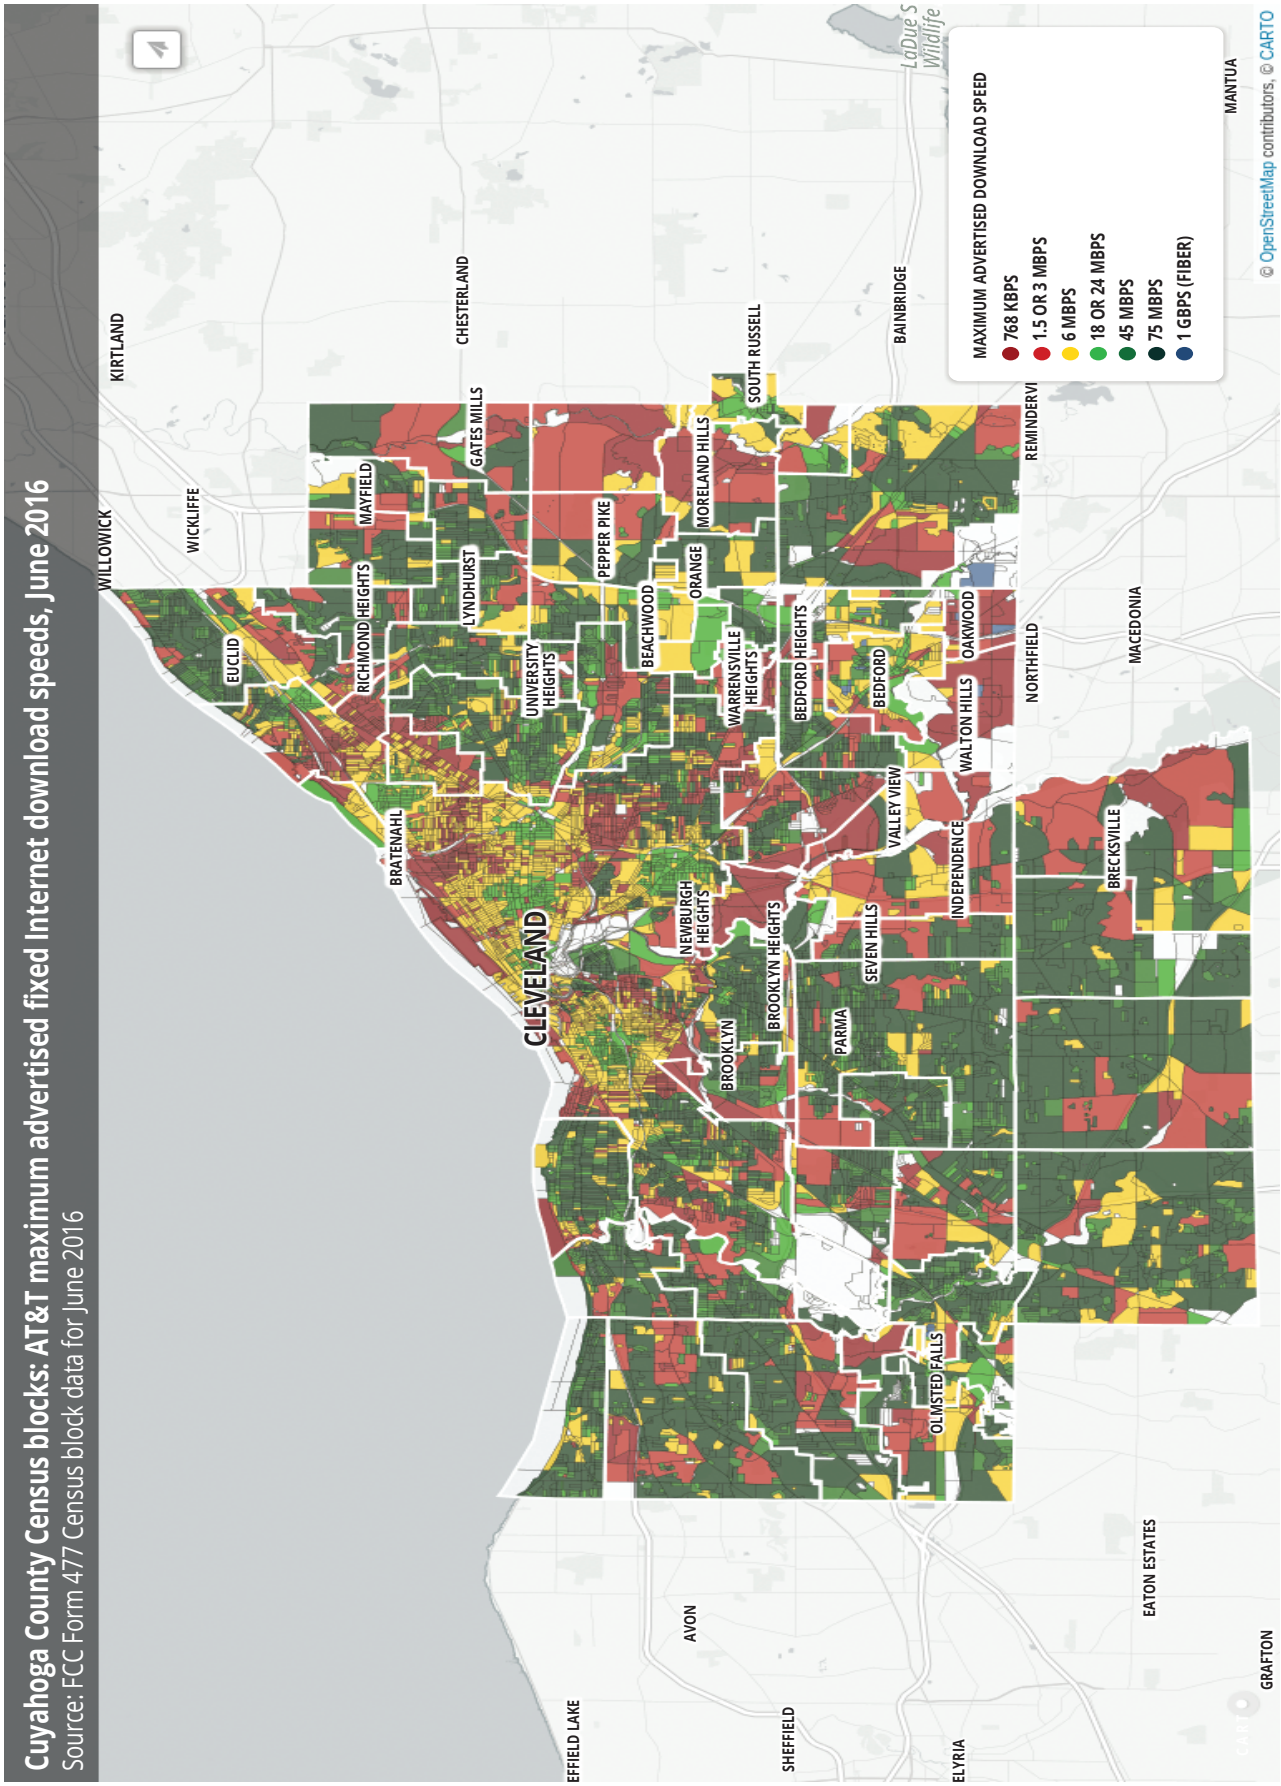 Cuyahoga County Census blocks: AT&T maximum advertised fixed Internet download speeds, June 2016
Source: FCC Form 477 Census block data for June 2016
WILLOWICK
KIRTLAND
WICKLIFFE
EUCLID
MAYFIELD
RICHMOND HEIGHTS
CHESTERLAND
GATES MILLS
LYNDHURST
BRATENAHL
UNIVERSITY
HEIGHTS
CLEVELAND
PEPPER PIKE
BEACHWOOD
ORANGE
MORELAND HILLS
SOUTH RUSSELL
LaDue S
Wildlife
WARRENSVILLE
HEIGHTS
NEWBURGH
HEIGHTS
BROOKLYN
BROOKLYN HEIGHTS
BEDFORD HEIGHTS
BAINBRIDGE
PARMA
SEVEN HILLS
VALLEY VIEW
BEDFORD
OLMSTED FALLS
INDEPENDENCE
WALTON HILLS
OAKWOOD
NORTHFIELD
REMINDERVI
BRECKSVILLE
MACEDONIA
MANTUA
EFFIELD LAKE
AVON
SHEFFIELD
ELYRIA
EATON ESTATES
GRAFTON
MAXIMUM ADVERTISED DOWNLOAD SPEED
768 KBPS
1.5 OR 3 MBPS
6 MBPS
18 OR 24 MBPS
45 MBPS
75 MBPS
1 GBPS (FIBER)
CARTO
© OpenStreetMap contributors, © CARTO